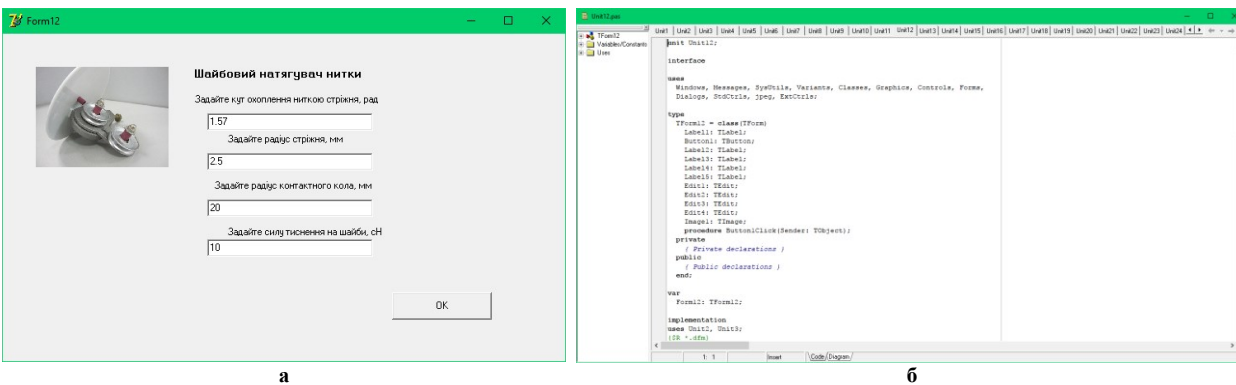 Form12
Шайбовий натягувач нитки
Задайте кут охоплення ниткою стріжня, рад
1.57
Задайте радіус стріжня, мм
2.5
Задайте радіус контактного кола, мм
20
Задайте силу тиснення на шайби, сН
10
OK
а
Unit12.pas
TForm12
Variables/Constants
Uses
Unit1 Unit2 Unit3 Unit4 Unit5 Unit6 Unit7 Unit8 Unit9 Unit10 Unit11 Unit12 Unit13 Unit14 Unit15 Unit16 Unit17 Unit18 Unit19 Unit20 Unit21 Unit22 Unit23 Unit24
unit Unit12;
interface
uses
Windows, Messages, SysUtils, Variants, Classes, Graphics, Controls, Forms,
Dialogs, StdCtrls, jpeg, ExtCtrls;
type
TForm12 = class(TForm)
Label1: TLabel;
Button1: TButton;
Label2: TLabel;
Label3: TLabel;
Label4: TLabel;
Label5: TLabel;
Edit1: TEdit;
Edit2: TEdit;
Edit3: TEdit;
Edit4: TEdit;
Image1: TImage;
procedure Button1Click(Sender: TObject);
private
{ Private declarations }
public
{ Public declarations }
end;
var
Form12: TForm12;
implementation
uses Unit2, Unit3;
{$R *.dfm}
1: 1 Insert Code Diagram
б